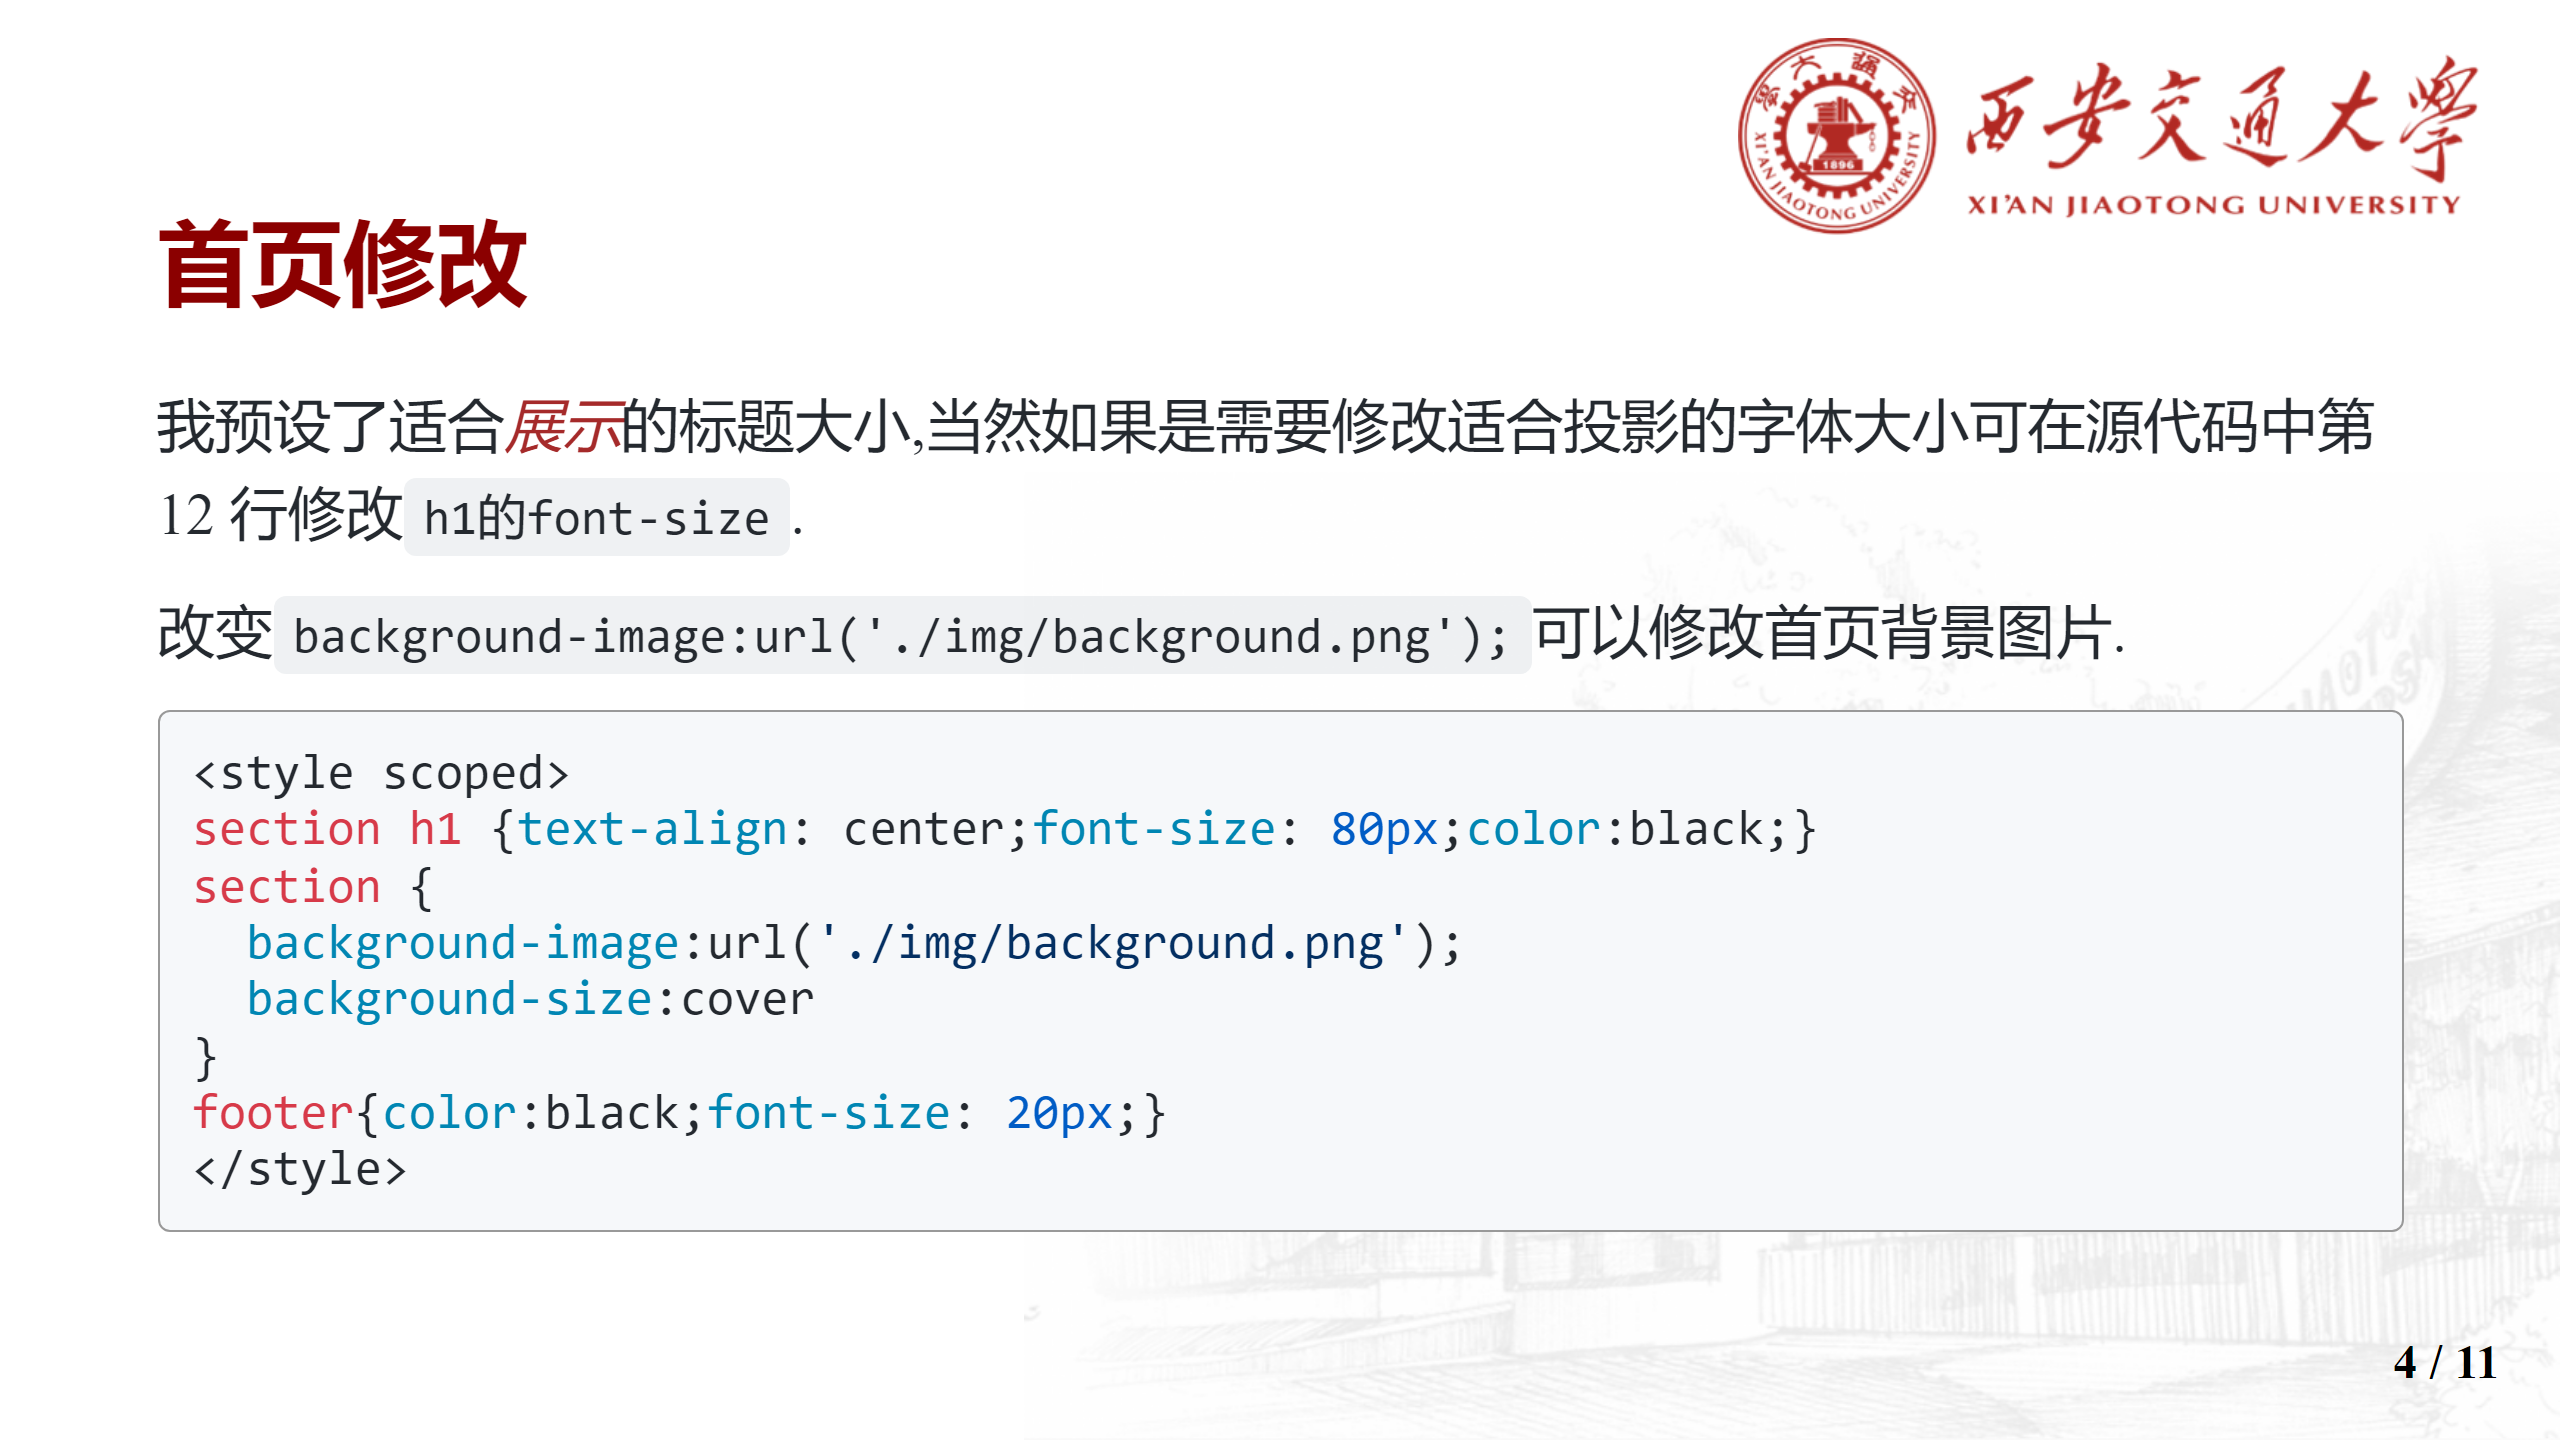 西安交通大學
XI'AN JIAOTONG UNIVERSITY
1896
XI'AN JIAOTONG UNIVERSITY
首页修改
我预设了适合展示的标题大小,当然如果是需要修改适合投影的字体大小可在源代码中第
12 行修改 h1的font-size .
改变 background-image:url('./img/background.png'); 可以修改首页背景图片.
<style scoped>
section h1 {text-align: center;font-size: 80px;color:black;}
section {
  background-image:url('./img/background.png');
  background-size:cover
}
footer{color:black;font-size: 20px;}
</style>
4 / 11